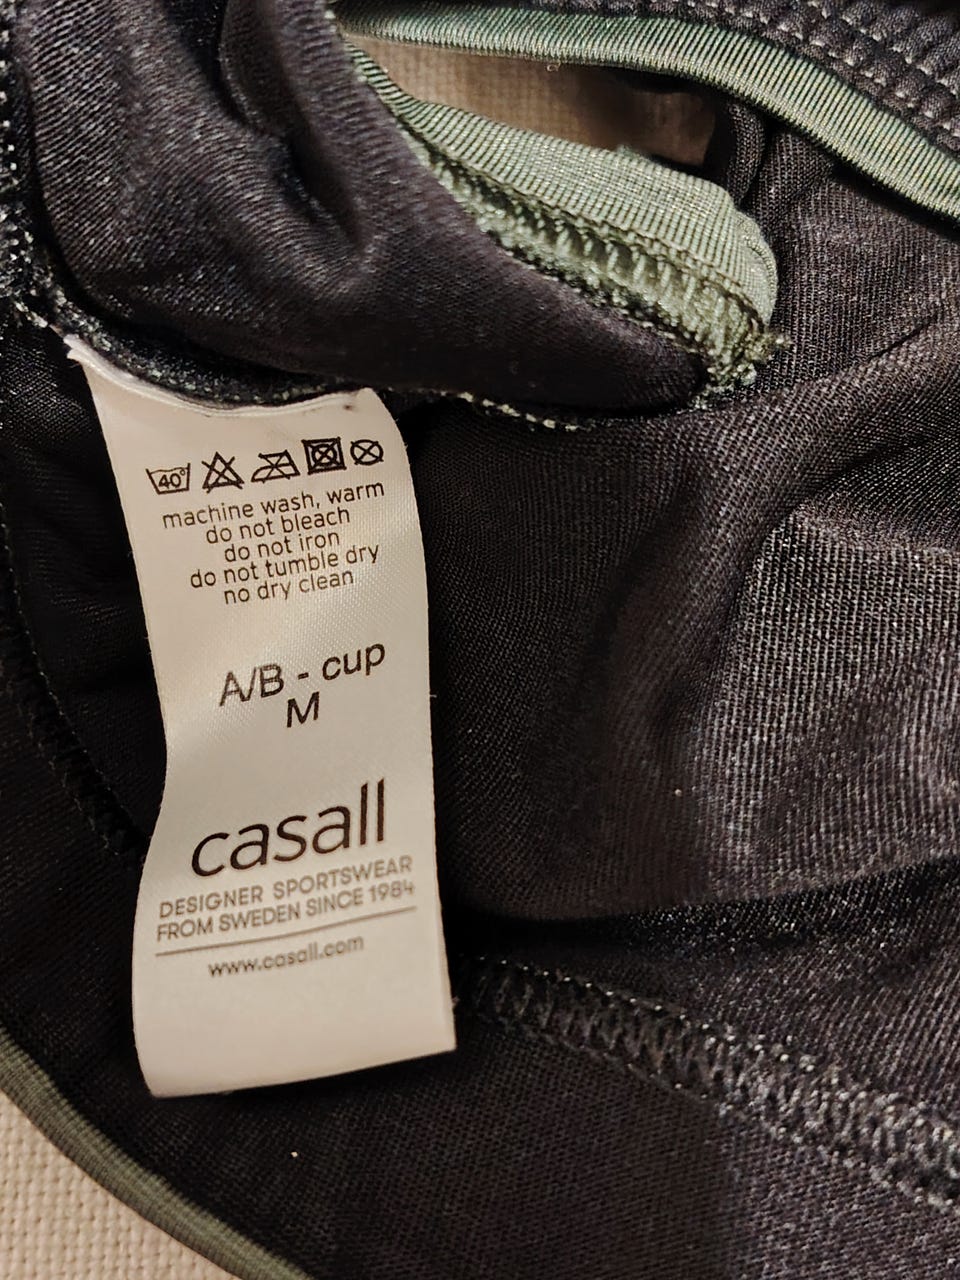 40°
machine wash, warm
do not bleach
do not iron
do not tumble dry
no dry clean
A/B - cup
M
casall
DESIGNER SPORTSWEAR
FROM SWEDEN SINCE 1984
www.casall.com